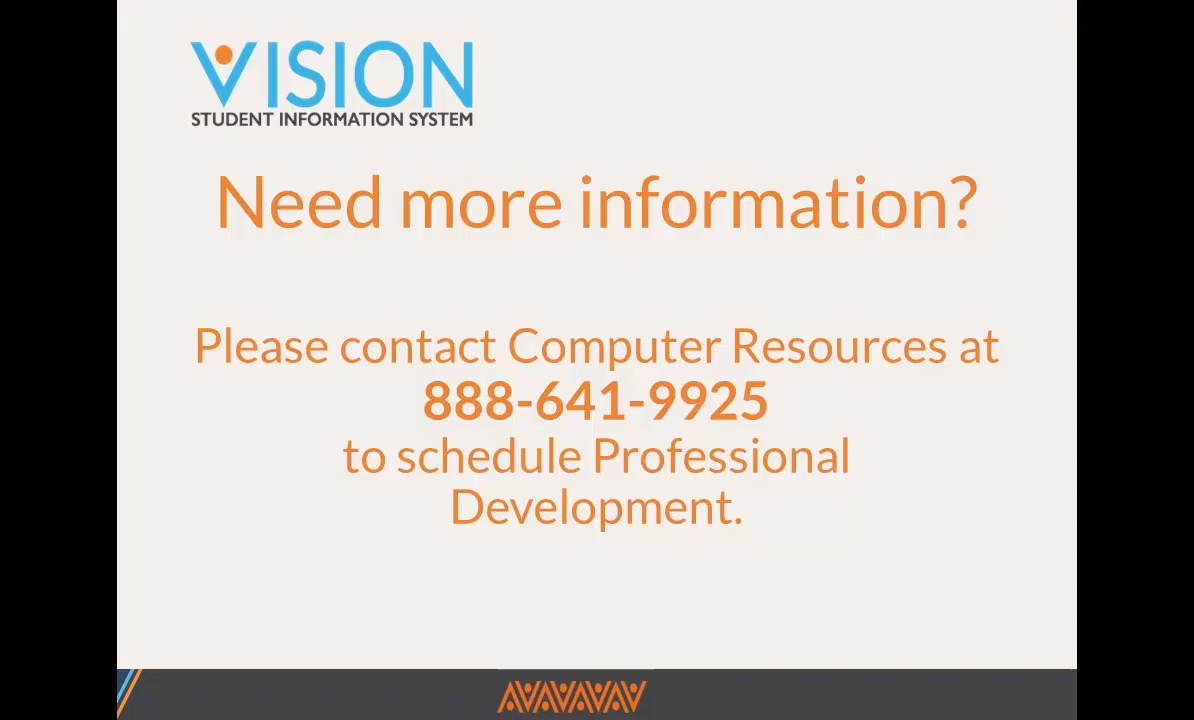 VISION
STUDENT INFORMATION SYSTEM
Need more information?
Please contact Computer Resources at
888-641-9925
to schedule Professional
Development.